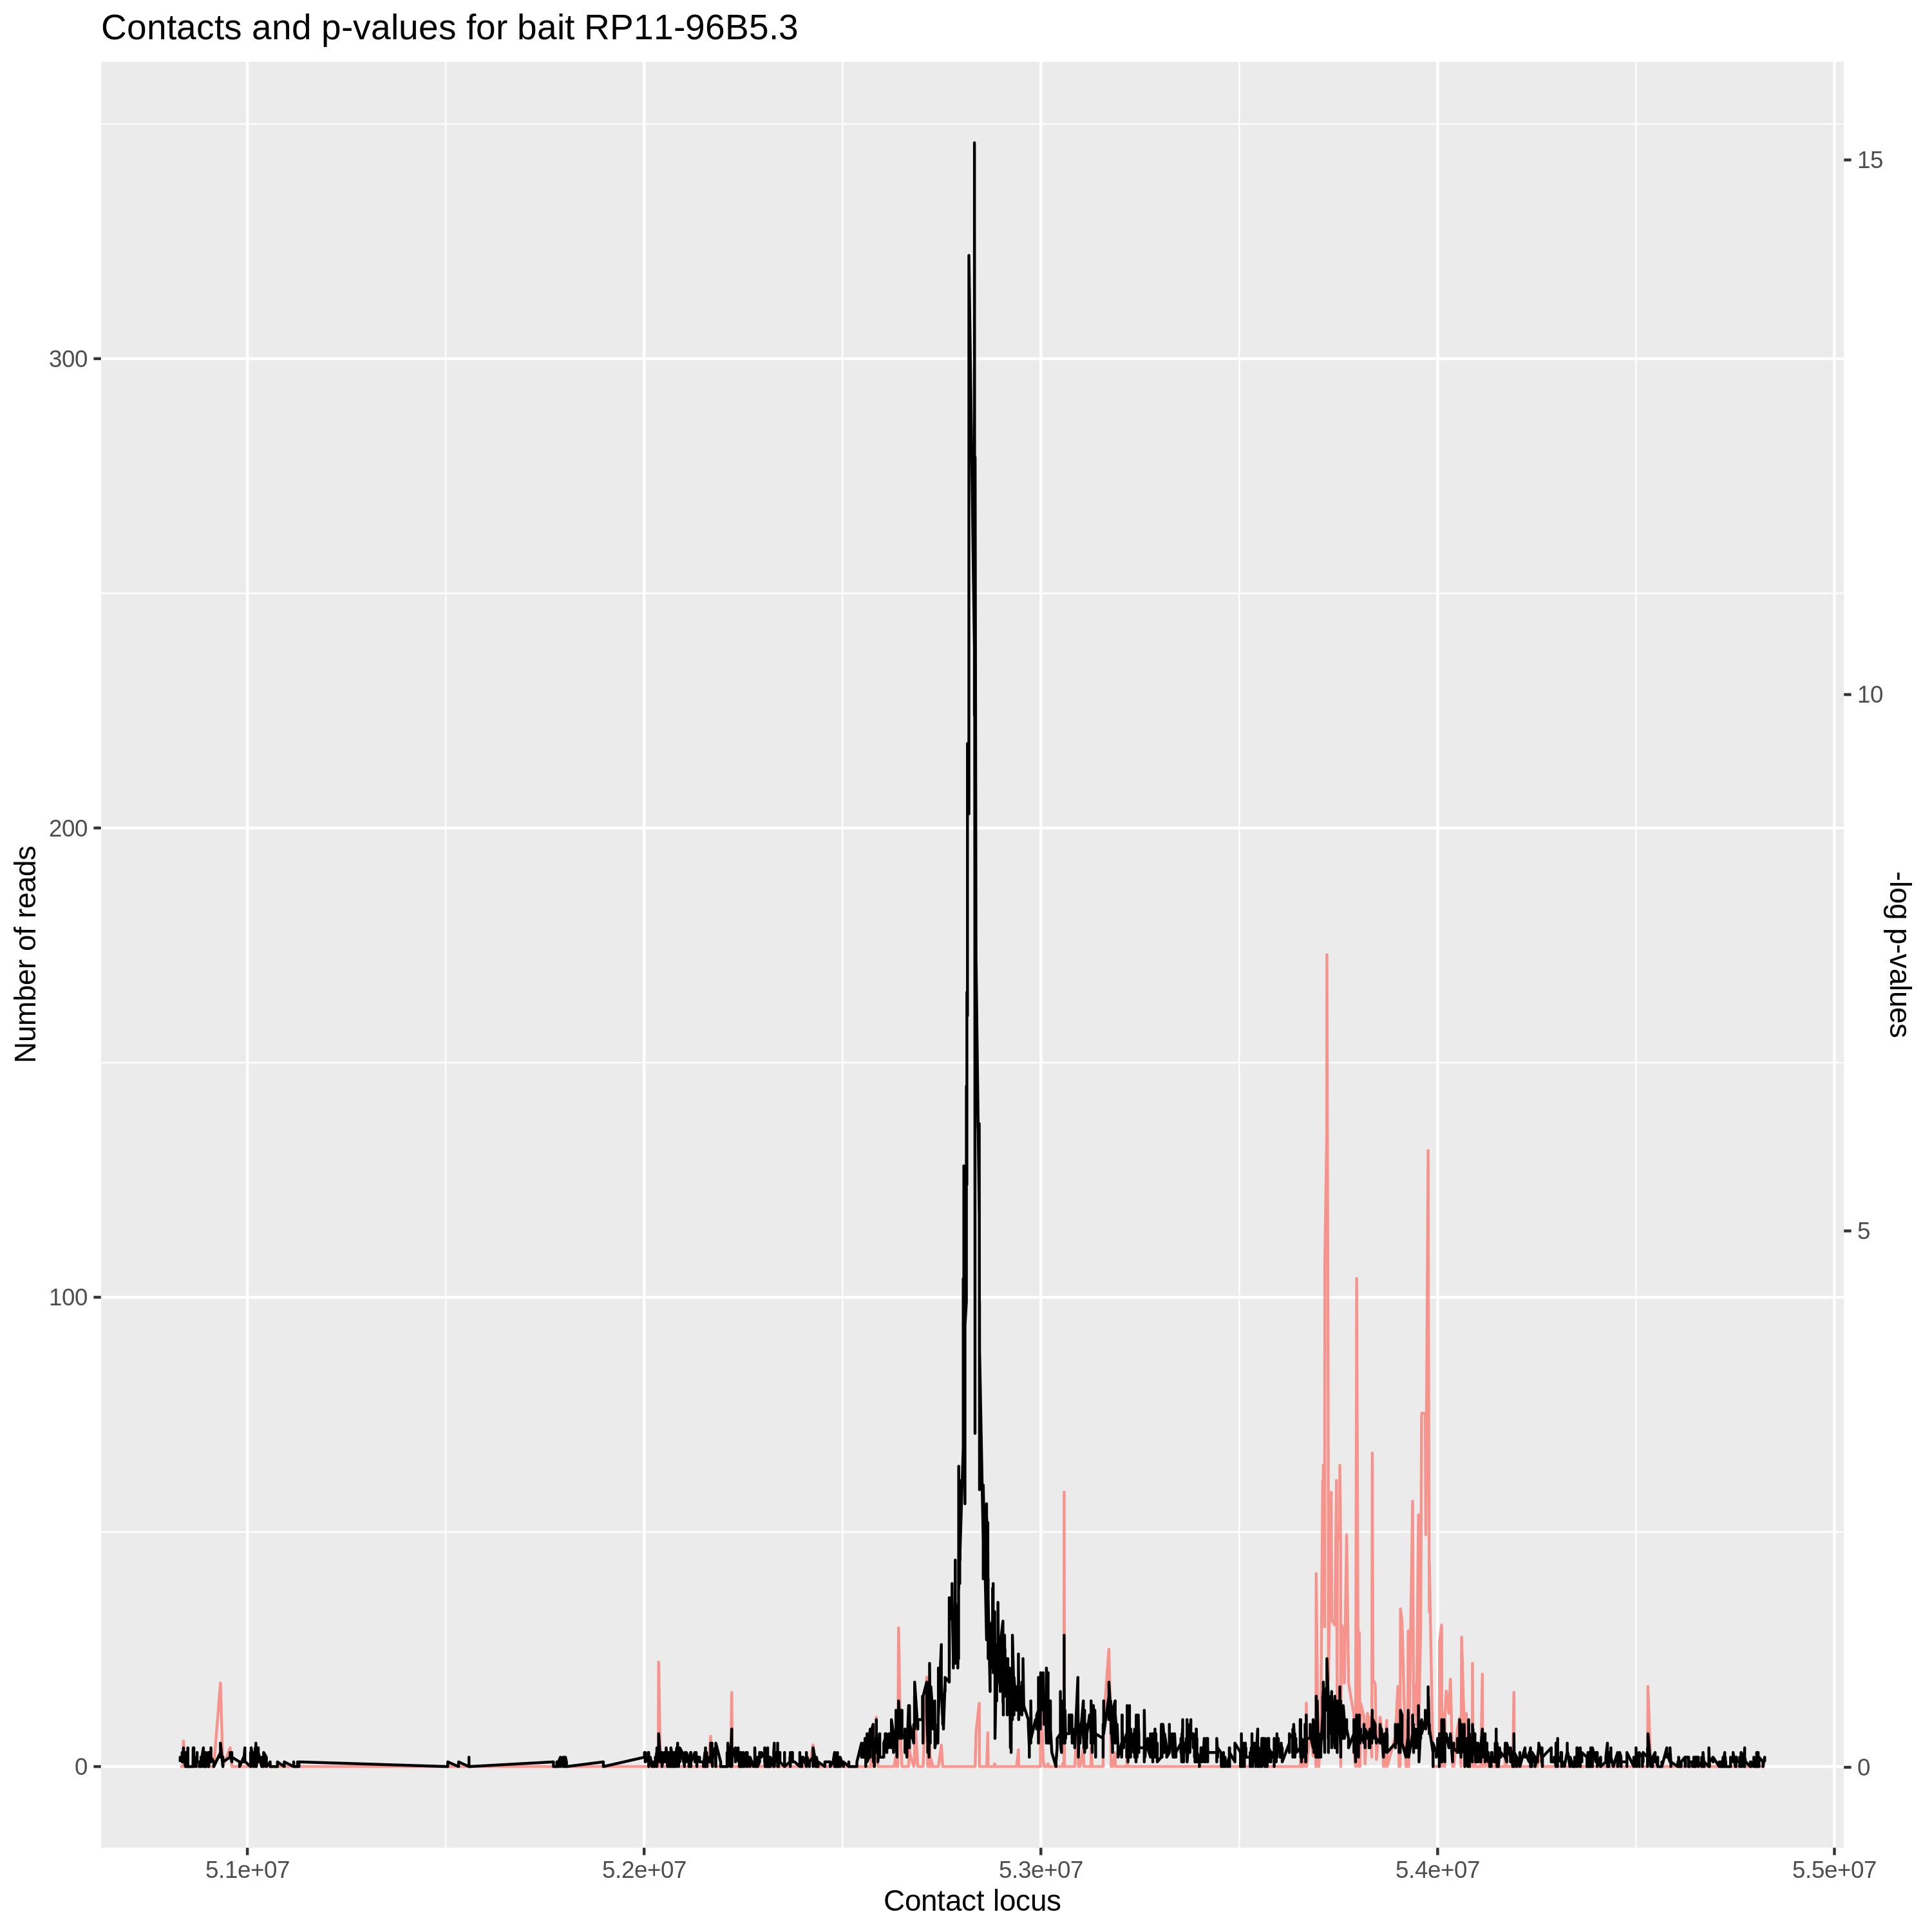 Contacts and p-values for bait RP11-96B5.3
300
200
100
0
Number of reads
15
10
5
0
-log p-values
5.1e+07 5.2e+07 5.3e+07 5.4e+07 5.5e+07
Contact locus